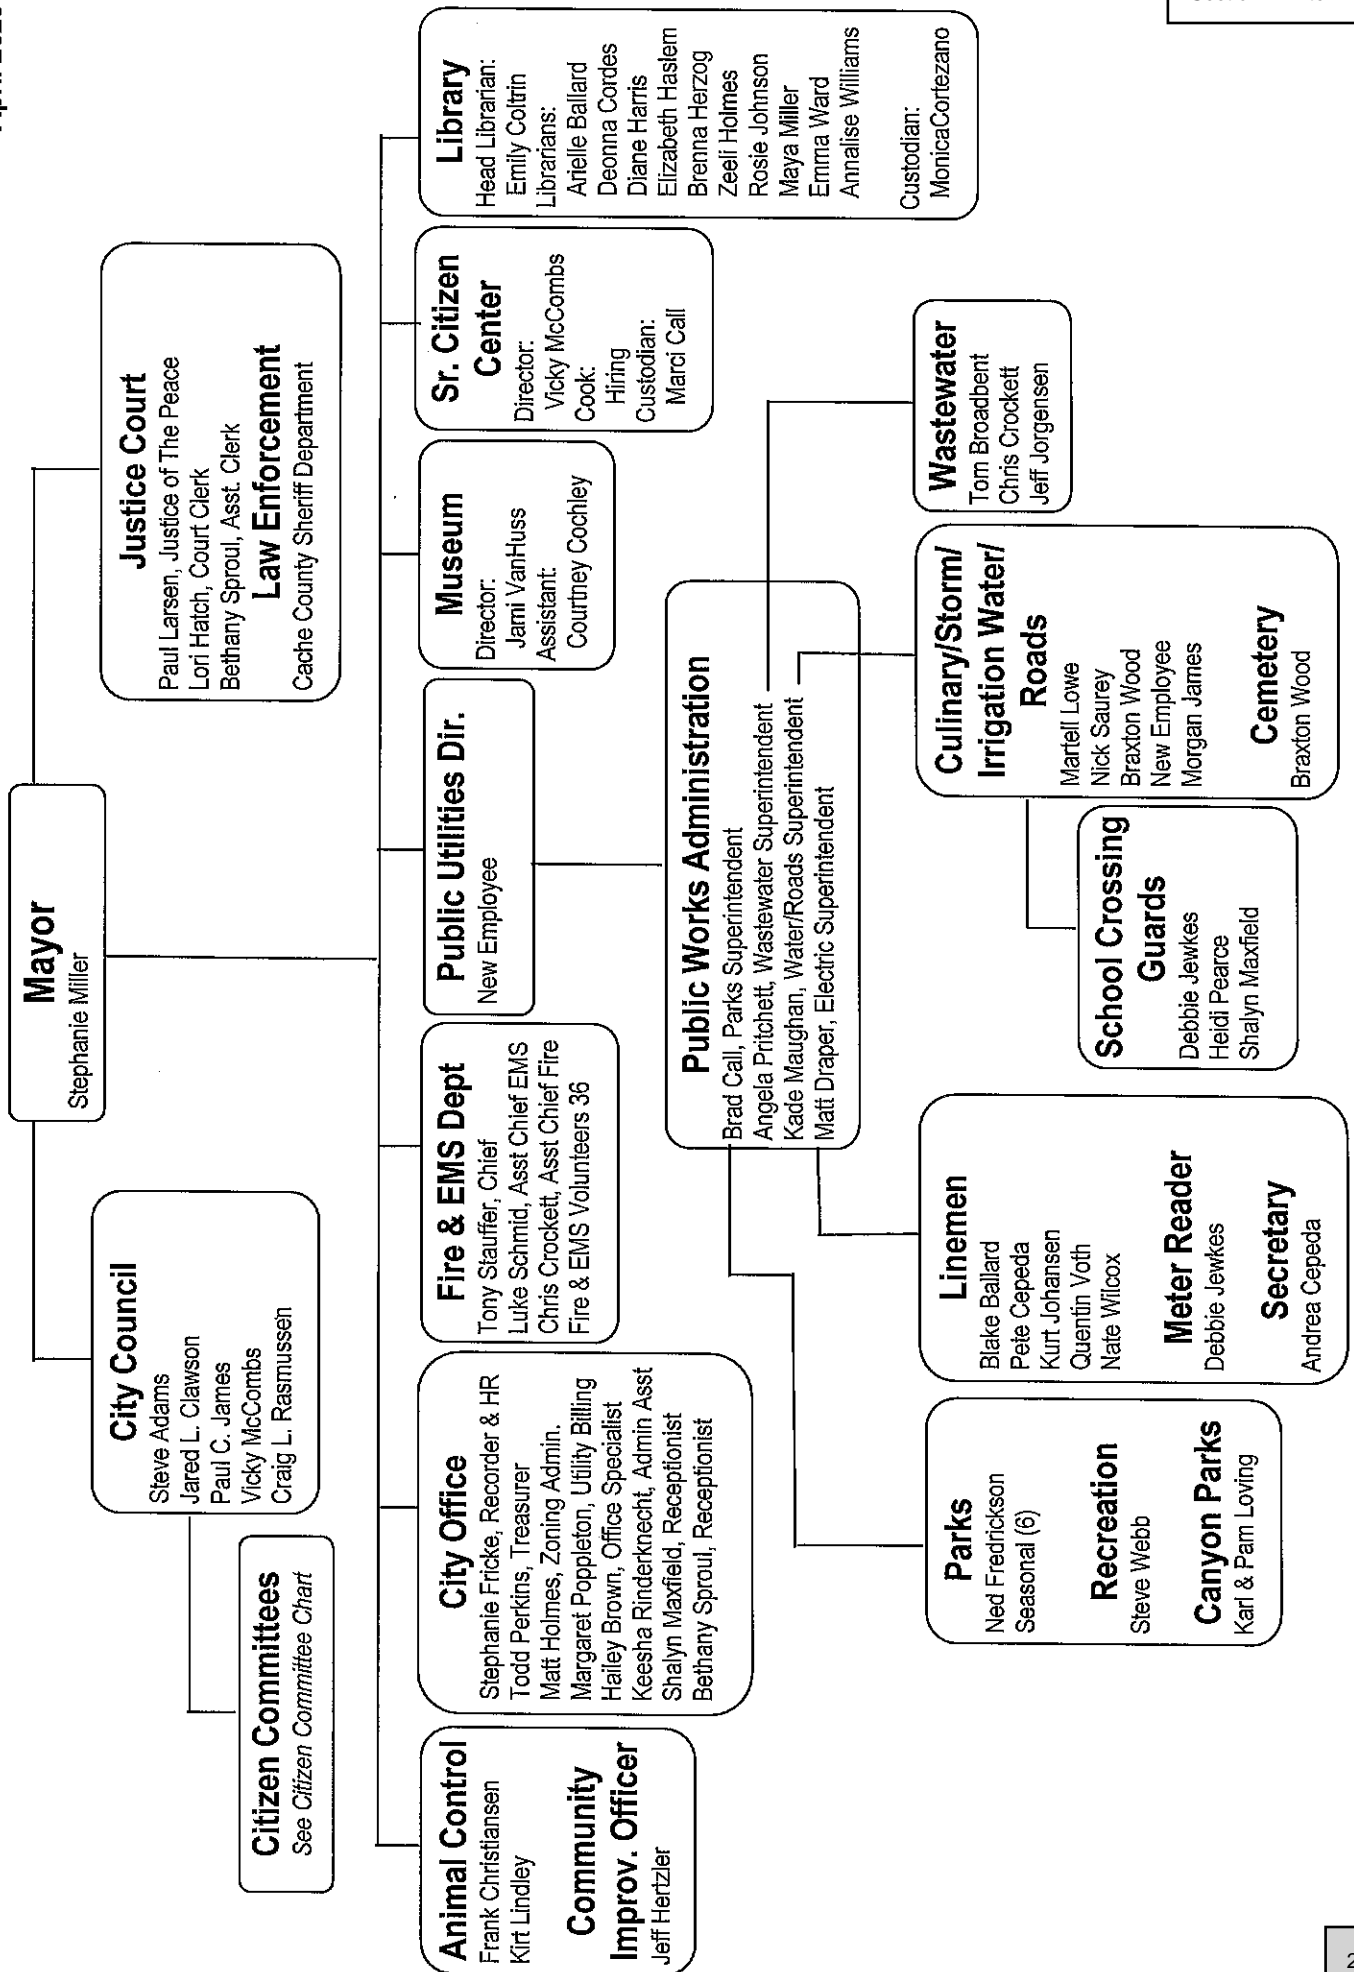 Mayor
Stephanie Miller
City Council
Steve Adams
Jared L. Clawson
Paul C. James
Vicky McCombs
Craig L. Rasmussen
Justice Court
Paul Larsen, Justice of The Peace
Lori Hatch, Court Clerk
Bethany Sproul, Asst. Clerk
Law Enforcement
Cache County Sheriff Department
Citizen Committees
See Citizen Committee Chart
Animal Control
Frank Christiansen
Kirt Lindley
Community
Improv. Officer
Jeff Hertzler
City Office
Stephanie Fricke, Recorder & HR
Todd Perkins, Treasurer
Matt Holmes, Zoning Admin.
Margaret Poppleton, Utility Billing
Hailey Brown, Office Specialist
Keesha Rinderknecht, Admin Asst
Shalyn Maxfield, Receptionist
Bethany Sproul, Receptionist
Fire & EMS Dept
Tony Stauffer, Chief
Luke Schmid, Asst Chief EMS
Chris Crockett, Asst Chief Fire
Fire & EMS Volunteers 36
Public Utilities Dir.
New Employee
Museum
Director:
Jami VanHuss
Assistant:
Courtney Cochley
Sr. Citizen
Center
Director:
Vicky McCombs
Cook:
Hiring
Custodian:
Marci Call
Library
Head Librarian:
Emily Coltrin
Librarians:
Arielle Ballard
Deonna Cordes
Diane Harris
Elizabeth Haslem
Brenna Herzog
Zeeli Holmes
Rosie Johnson
Maya Miller
Emma Ward
Annalise Williams
Custodian:
MonicaCortezano
Public Works Administration
Brad Call, Parks Superintendent
Angela Pritchett, Wastewater Superintendent
Kade Maughan, Water/Roads Superintendent
Matt Draper, Electric Superintendent
Parks
Ned Fredrickson
Seasonal (6)
Recreation
Steve Webb
Canyon Parks
Karl & Pam Loving
Linemen
Blake Ballard
Pete Cepeda
Kurt Johansen
Quentin Voth
Nate Wilcox
Meter Reader
Debbie Jewkes
Secretary
Andrea Cepeda
School Crossing
Guards
Debbie Jewkes
Heidi Pearce
Shalyn Maxfield
Culinary/Storm/
Irrigation Water/
Roads
Martell Lowe
Nick Saurey
Braxton Wood
New Employee
Morgan James
Cemetery
Braxton Wood
Wastewater
Tom Broadbent
Chris Crockett
Jeff Jorgensen
2